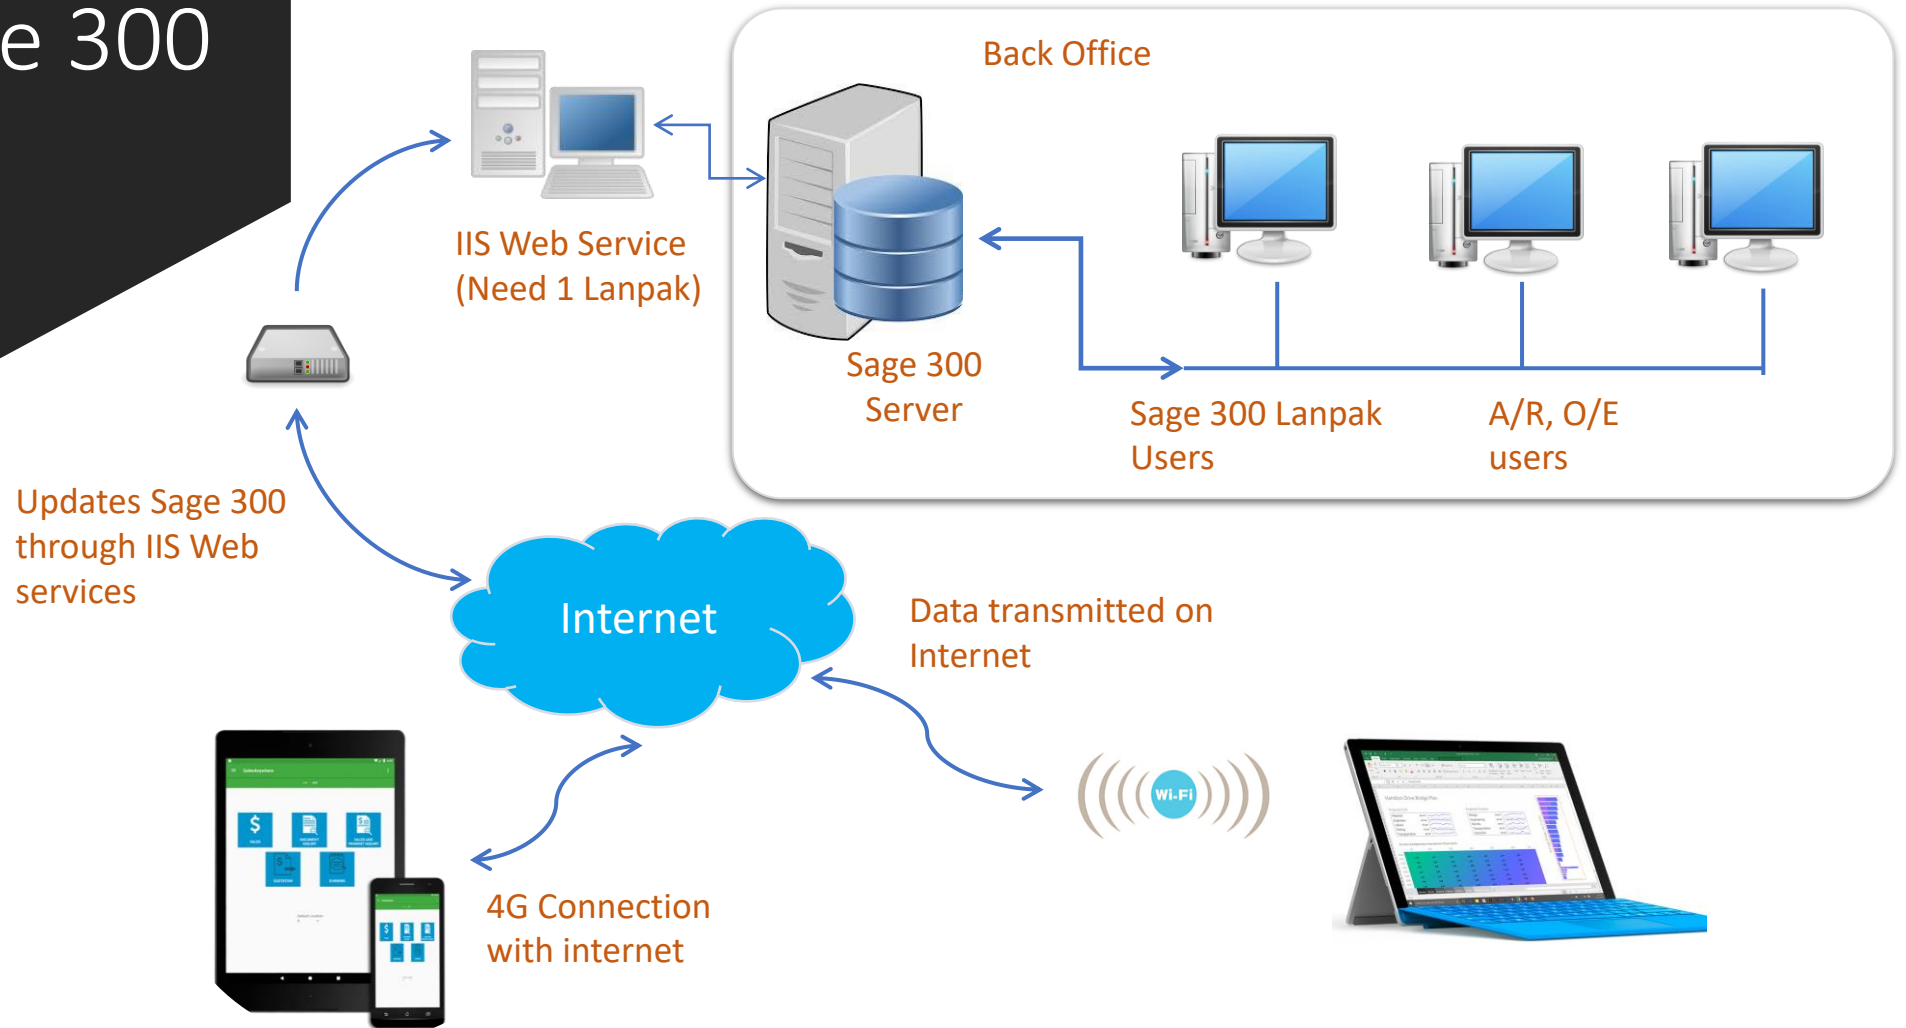 e 300
Back Office
IIS Web Service
(Need 1 Lanpak)
Sage 300
Server
Sage 300 Lanpak
Users
A/R, O/E
users
Updates Sage 300
through IIS Web
services
Internet
Data transmitted on
Internet
Wi-Fi
4G Connection
with internet